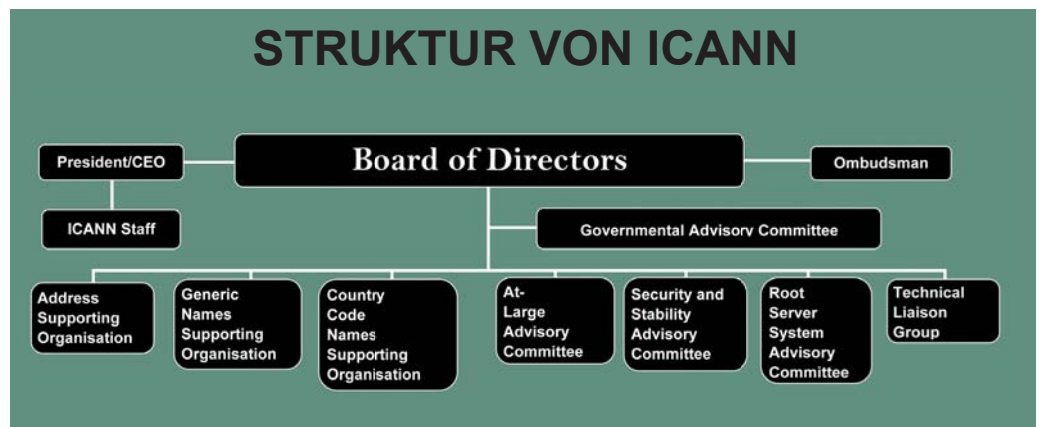 STRUKTUR VON ICANN
President/CEO
Board of Directors
Ombudsman
ICANN Staff
Governmental Advisory Committee
Address
Supporting
Organisation
Generic
Names
Supporting
Organisation
Country
Code
Names
Supporting
Organisation
At-
Large
Advisory
Committee
Security and
Stability
Advisory
Committee
Root
Server
System
Advisory
Committee
Technical
Liaison
Group